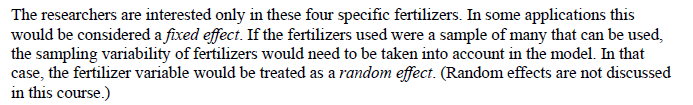 The researchers are interested only in these four specific fertilizers. In some applications this
would be considered a fixed effect. If the fertilizers used were a sample of many that can be used,
the sampling variability of fertilizers would need to be taken into account in the model. In that
case, the fertilizer variable would be treated as a random effect. (Random effects are not discussed
in this course.)